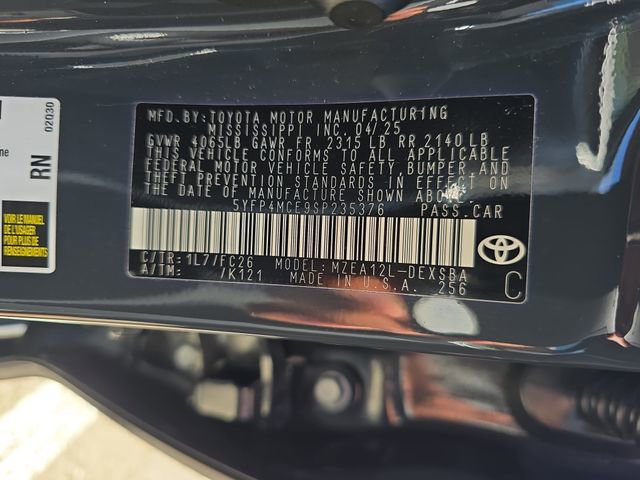 MFD. BY: TOYOTA MOTOR MANUFACTURING
MISSISSIPPI INC. 04/25
GVWR 4065LB GAWR FR 2315 LB RR 2140 LB
THIS VEHICLE CONFORMS TO ALL APPLICABLE
FEDERAL MOTOR VEHICLE SAFETY, BUMPER, AND
THEFT PREVENTION STANDARDS IN EFFECT ON
THE DATE OF MANUFACTURE SHOWN ABOVE.
5YFP4MCE9SP235376 PASS. CAR
C/TR: 1L77/FC26 MODEL: MZEA12L-DEXSBA
A/TM: /K121 MADE IN U.S.A. 256
C
02030
RN
VOIR LE MANUEL
DE L'USAGER
POUR PLUS DE
RENSEIGNEMENTS